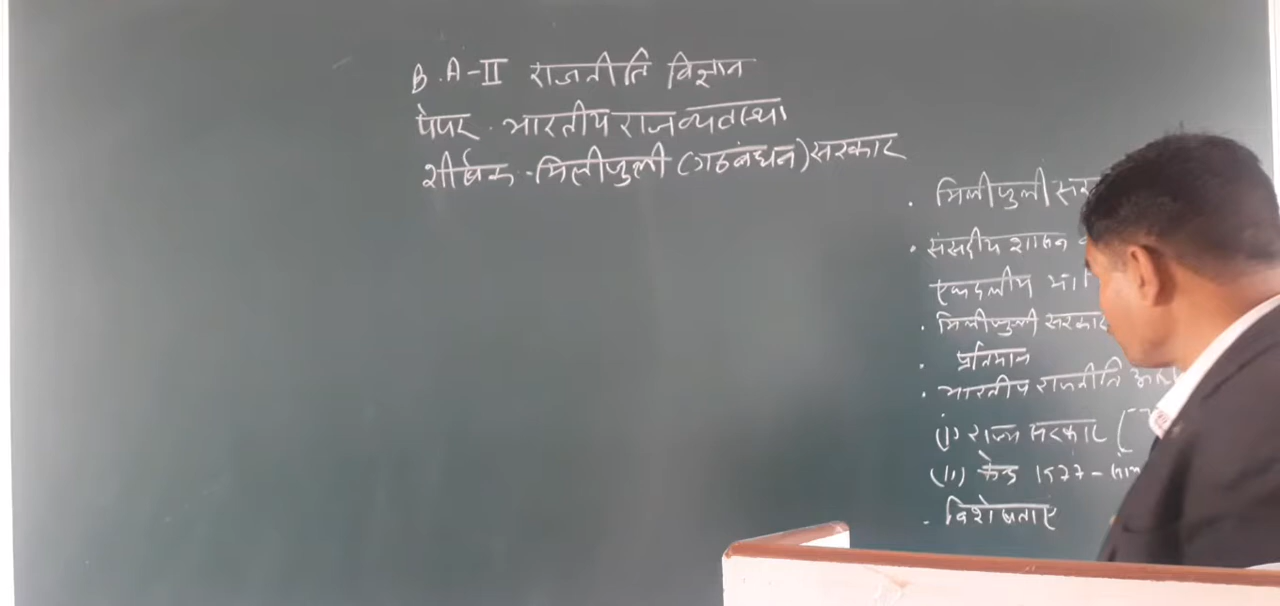 B.A-II राजनीति विज्ञान
पेपर - भारतीय राजव्यवस्था
शीर्षक - मिलीजुली (गठबंधन) सरकार
• मिलीजुली
• संसदीय शासन
एकदलीय
• मिलीजुली सरकार
• प्रतिमान
• भारतीय राजनीति
(i) राज्य सरकार (
(ii) केन्द्र 1977 -
- विशेषताएं